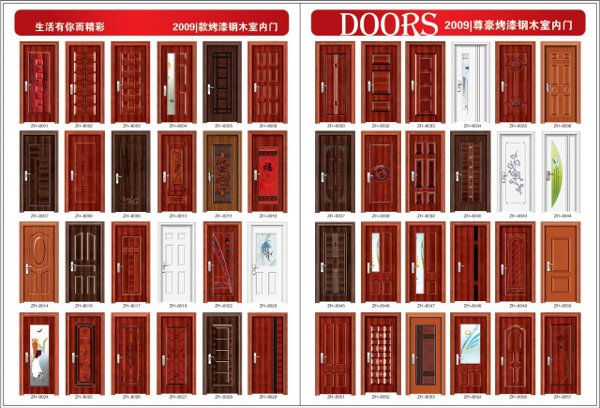 生活有你而精彩
2009|款烤漆钢木室内门
ZH-8001 ZH-8002 ZH-8003 ZH-8004 ZH-8005 ZH-8006
福
ZH-8007 ZH-8008 ZH-8009 ZH-8010 ZH-8011 ZH-8012
ZH-8014 ZH-8016 ZH-8017 ZH-8018 ZH-8022 ZH-8023
ZH-8024 ZH-8025 ZH-8026 ZH-8027 ZH-8028 ZH-8029
DOORS
2009|尊豪烤漆钢木室内门
ZH-8030 ZH-8032 ZH-8033 ZH-8034 ZH-8035 ZH-8036
ZH-8037 ZH-8038 ZH-8039 ZH-8040 ZH-8043 ZH-8044
ZH-8045 ZH-8046 ZH-8047 ZH-8048 ZH-8049 ZH-8050
ZH-8051 ZH-8052 ZH-8053 ZH-8054 ZH-8056 ZH-8057